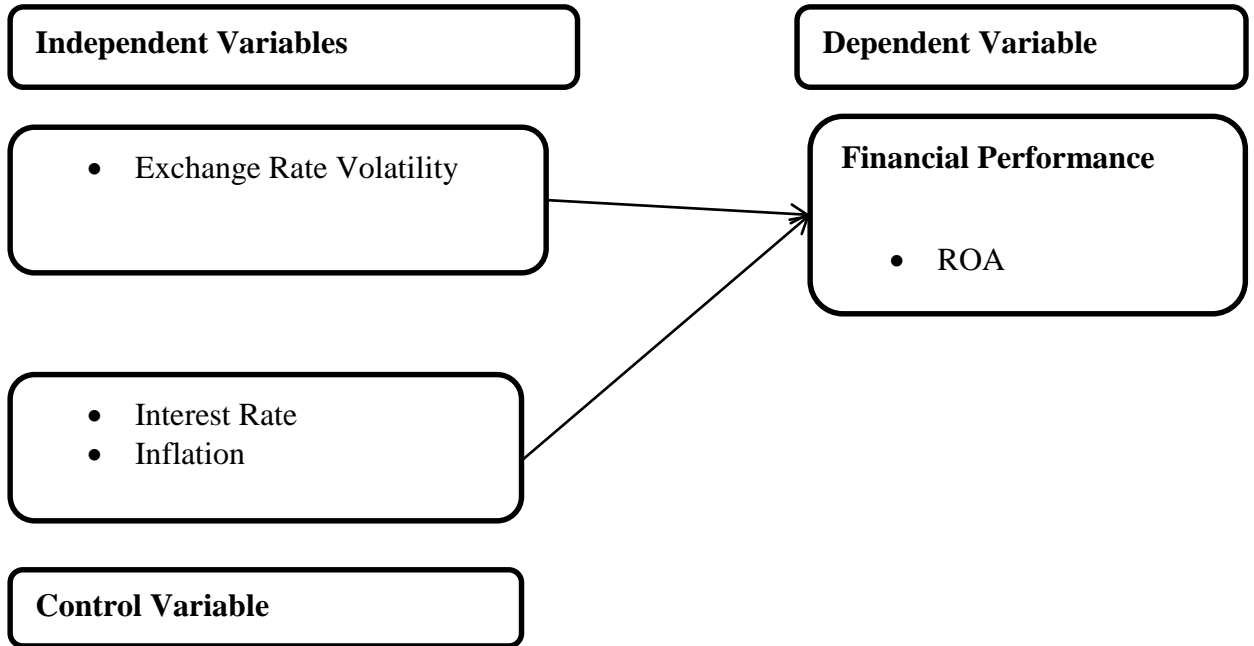 Independent Variables
Dependent Variable
• Exchange Rate Volatility
Financial Performance
• ROA
• Interest Rate
• Inflation
Control Variable